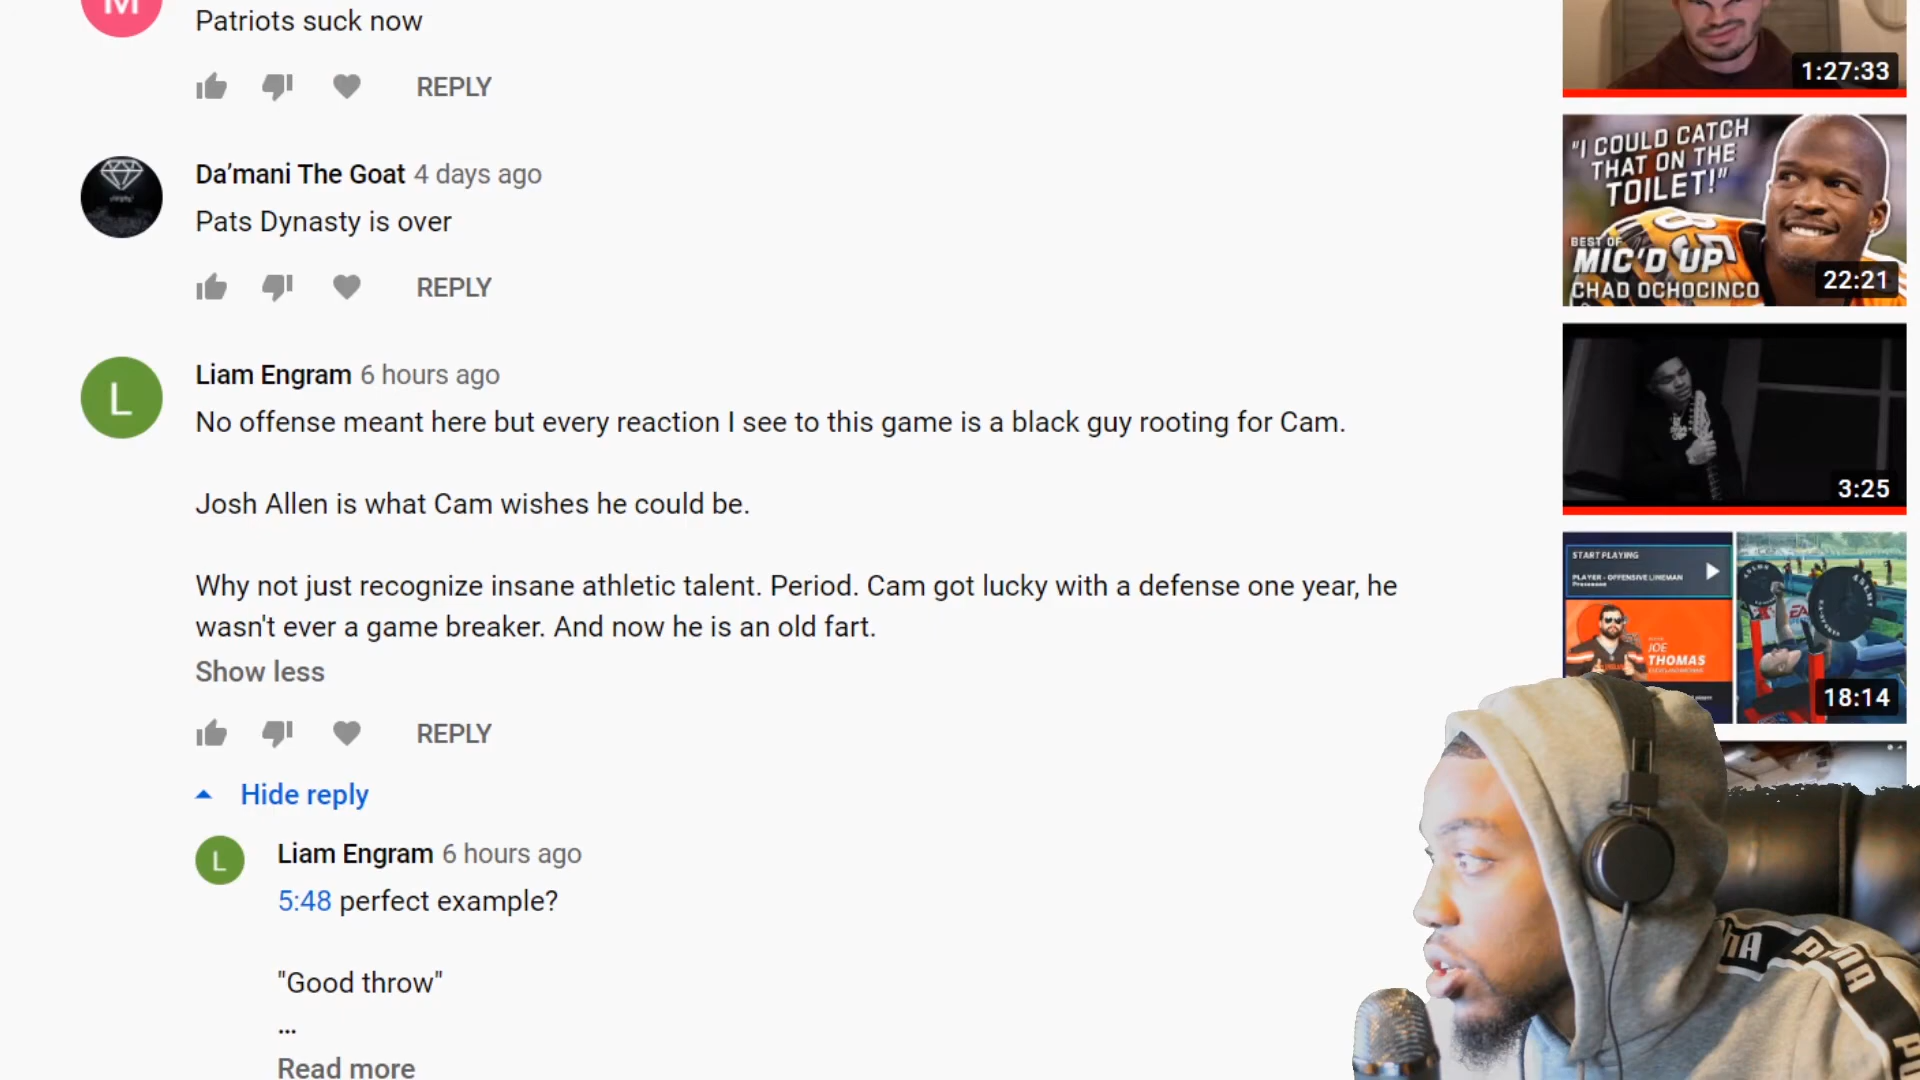 M
Patriots suck now
REPLY
Da’mani The Goat 4 days ago
Pats Dynasty is over
REPLY
L
Liam Engram 6 hours ago
No offense meant here but every reaction I see to this game is a black guy rooting for Cam.
Josh Allen is what Cam wishes he could be.
Why not just recognize insane athletic talent. Period. Cam got lucky with a defense one year, he
wasn't ever a game breaker. And now he is an old fart.
Show less
REPLY
Hide reply
L
Liam Engram 6 hours ago
5:48 perfect example?
"Good throw"
...
Read more
1:27:33
"I COULD CATCH
THAT ON THE
TOILET!"
85
BEST OF
MIC'D UP
CHAD OCHOCINCO
22:21
3:25
START PLAYING
PLAYER - OFFENSIVE LINEMAN
JOE
THOMAS
18:14
PUMA